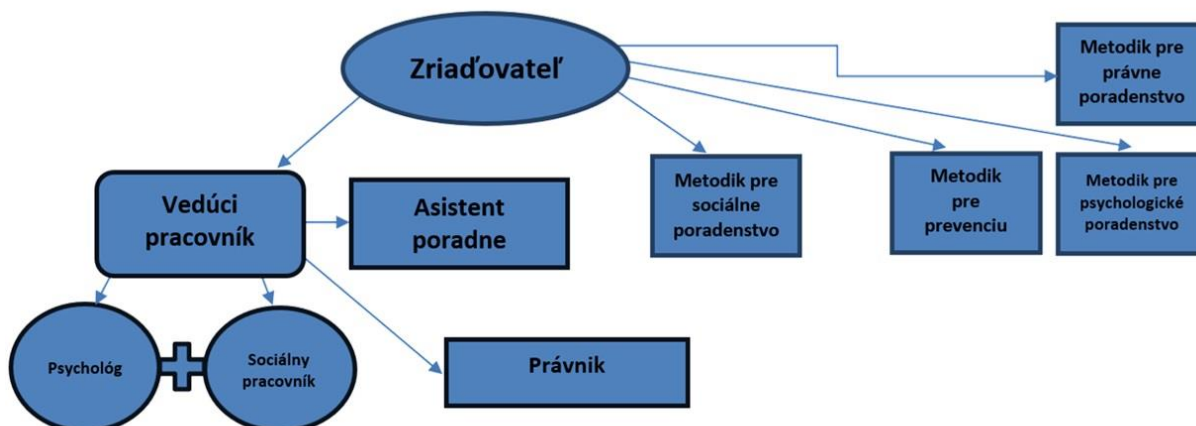 Zriaďovateľ
Metodik pre
právne
poradenstvo
Vedúci
pracovník
Asistent
poradne
Metodik pre
sociálne
poradenstvo
Metodik
pre
prevenciu
Metodik pre
psychologické
poradenstvo
Psychológ
Sociálny
pracovník
Právnik